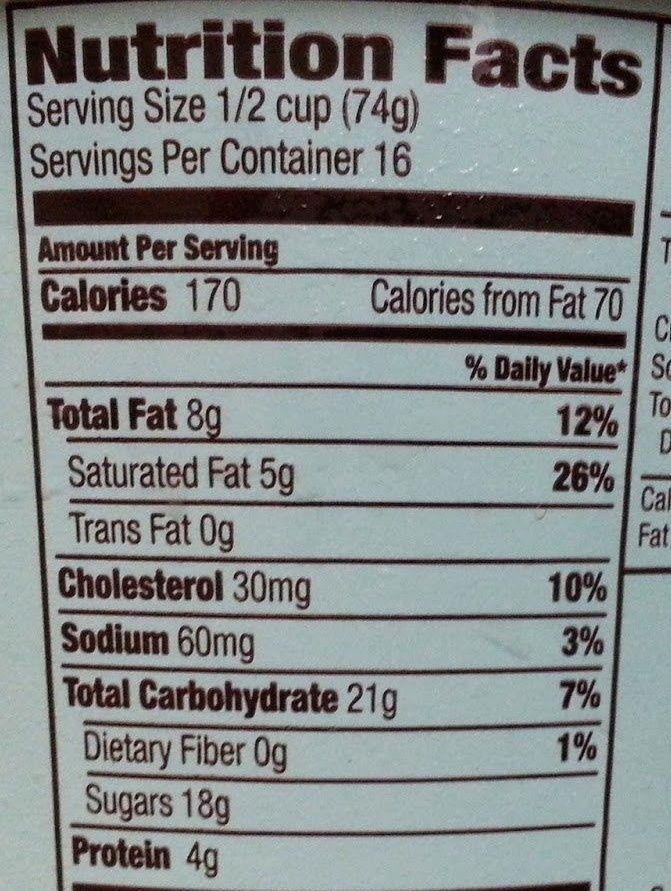 Nutrition Facts
Serving Size 1/2 cup (74g)
Servings Per Container 16
Amount Per Serving
Calories 170 Calories from Fat 70
% Daily Value*
Total Fat 8g 12%
Saturated Fat 5g 26%
Trans Fat 0g
Cholesterol 30mg 10%
Sodium 60mg 3%
Total Carbohydrate 21g 7%
Dietary Fiber 0g 1%
Sugars 18g
Protein 4g
Fat